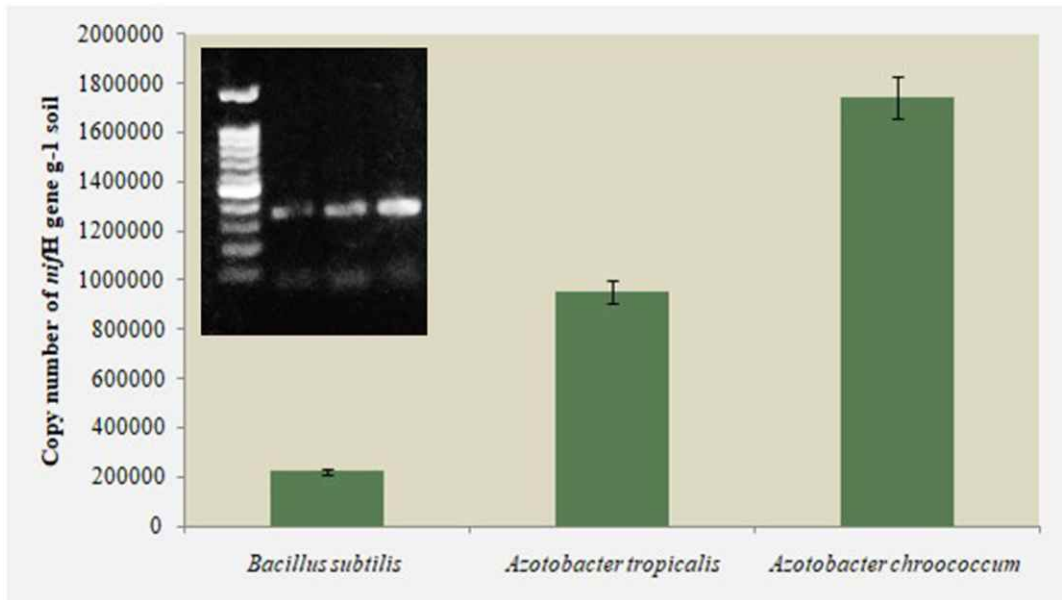 Copy number of nifH gene g-1 soil
2000000
1800000
1600000
1400000
1200000
1000000
800000
600000
400000
200000
0
Bacillus subtilis
Azotobacter tropicalis
Azotobacter chroococcum